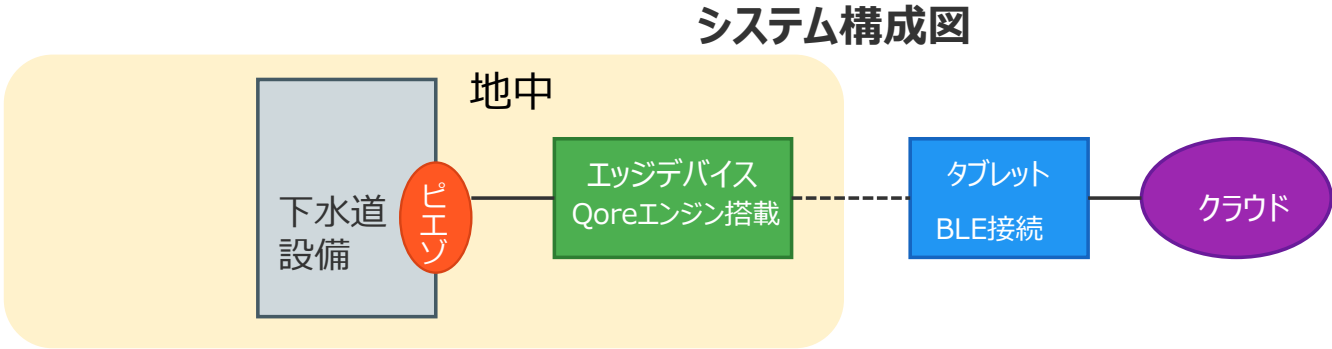 システム構成図
地中
下水道
設備
ピエゾ
エッジデバイス
Qoreエンジン搭載
タブレット
BLE接続
クラウド